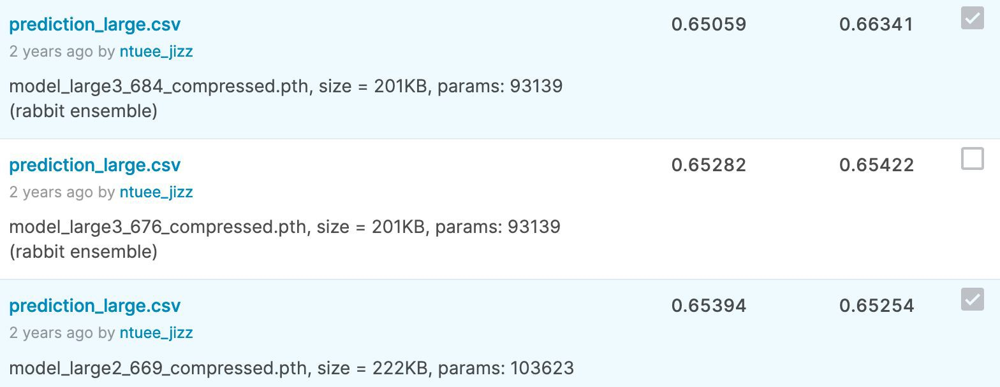 prediction_large.csv 0.65059 0.66341
2 years ago by ntuee_jizz
model_large3_684_compressed.pth, size = 201KB, params: 93139
(rabbit ensemble)
prediction_large.csv 0.65282 0.65422
2 years ago by ntuee_jizz
model_large3_676_compressed.pth, size = 201KB, params: 93139
(rabbit ensemble)
prediction_large.csv 0.65394 0.65254
2 years ago by ntuee_jizz
model_large2_669_compressed.pth, size = 222KB, params: 103623